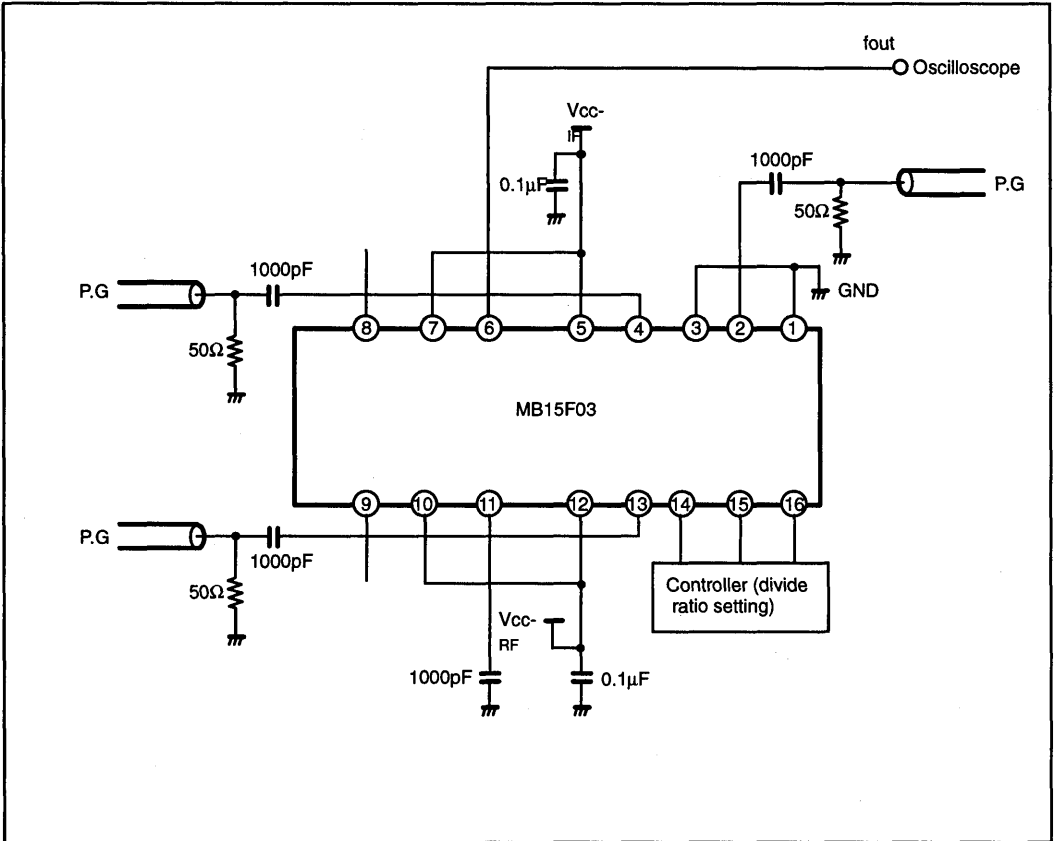 fout
Oscilloscope
Vcc-
IF
0.1μF
1000pF
P.G
50Ω
GND
1000pF
P.G
50Ω
8 7 6 5 4 3 2 1
MB15F03
9 10 11 12 13 14 15 16
P.G
1000pF
50Ω
Controller (divide
ratio setting)
Vcc-
RF
1000pF
0.1μF